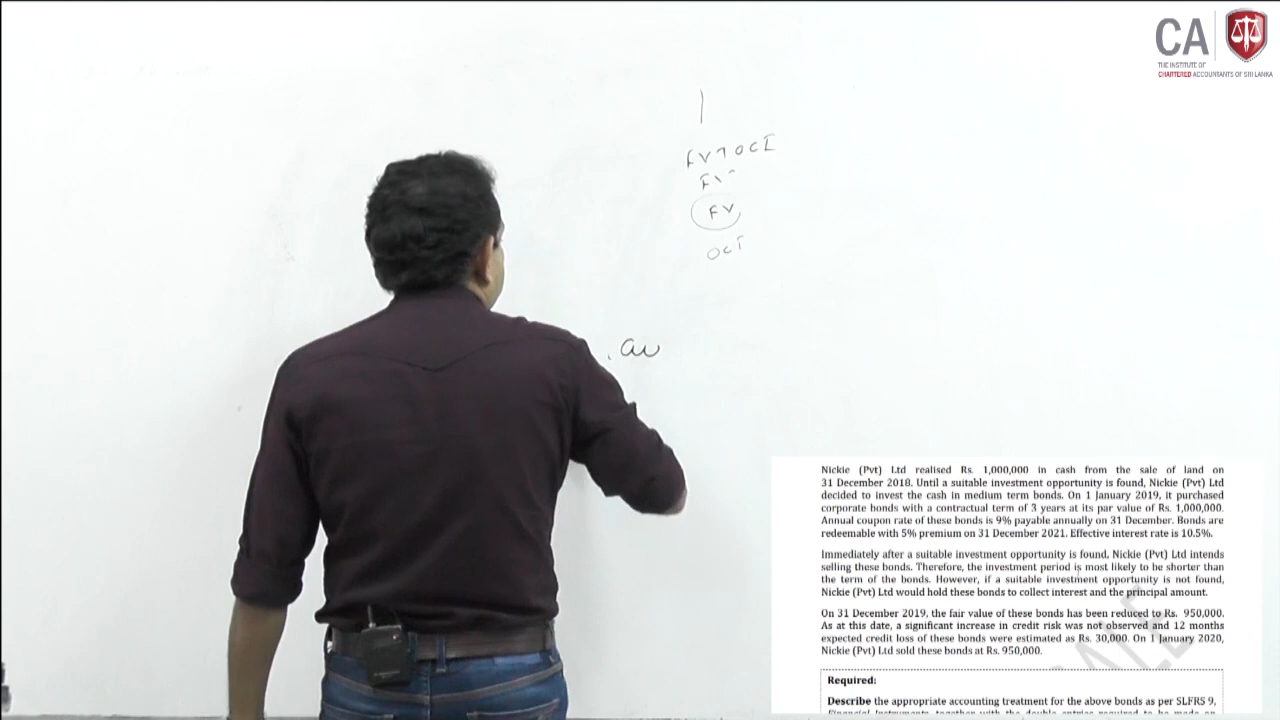 CA
THE INSTITUTE OF
CHARTERED ACCOUNTANTS OF SRI LANKA
FVTOCI
FV
FV
OCI
Nickie (Pvt) Ltd realised Rs. 1,000,000 in cash from the sale of land on
31 December 2018. Until a suitable investment opportunity is found, Nickie (Pvt) Ltd
decided to invest the cash in medium term bonds. On 1 January 2019, it purchased
corporate bonds with a contractual term of 3 years at its par value of Rs. 1,000,000.
Annual coupon rate of these bonds is 9% payable annually on 31 December. Bonds are
redeemable with 5% premium on 31 December 2021. Effective interest rate is 10.5%.
Immediately after a suitable investment opportunity is found, Nickie (Pvt) Ltd intends
selling these bonds. Therefore, the investment period is most likely to be shorter than
the term of the bonds. However, if a suitable investment opportunity is not found,
Nickie (Pvt) Ltd would hold these bonds to collect interest and the principal amount.
On 31 December 2019, the fair value of these bonds has been reduced to Rs. 950,000.
As at this date, a significant increase in credit risk was not observed and 12 months
expected credit loss of these bonds were estimated as Rs. 30,000. On 1 January 2020,
Nickie (Pvt) Ltd sold these bonds at Rs. 950,000.
Required:
Describe the appropriate accounting treatment for the above bonds as per SLFRS 9,